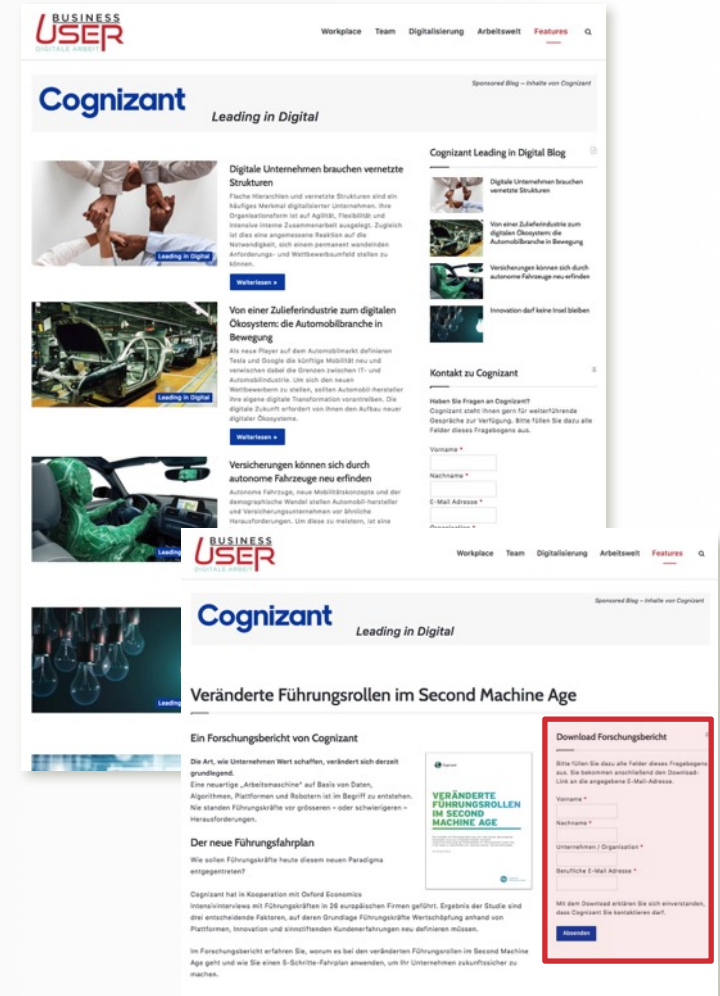 BUSINESS
USER
DIGITALE ARBEIT
Workplace Team Digitalisierung Arbeitswelt Features
Sponsored Blog – Inhalte von Cognizant
Cognizant
Leading in Digital
Digitale Unternehmen brauchen vernetzte
Strukturen
Flache Hierarchien und vernetzte Strukturen sind ein
häufiges Merkmal digitalisierter Unternehmen. Ihre
Organisationsform ist auf Agilität, Flexibilität und
intensive interne Zusammenarbeit ausgelegt. Zugleich
ist dies eine angemessene Reaktion auf die
Notwendigkeit, sich einem permanent wandelnden
Anforderungs- und Wettbewerbsumfeld stellen zu
können.
Leading in Digital
Weiterlesen »
Von einer Zulieferindustrie zum digitalen
Ökosystem: die Automobilbranche in
Bewegung
Als neue Player auf dem Automobilmarkt definieren
Tesla und Google die künftige Mobilität neu und
verwischen dabei die Grenzen zwischen IT- und
Automobilindustrie. Um sich den neuen
Wettbewerbern zu stellen, sollten Automobil-hersteller
ihre eigene digitale Transformation vorantreiben. Die
digitale Zukunft erfordert von ihnen den Aufbau neuer
digitaler Ökosysteme.
Leading in Digital
Weiterlesen »
Versicherungen können sich durch
autonome Fahrzeuge neu erfinden
Autonome Fahrzeuge, neue Mobilitätskonzepte und der
demographische Wandel stellen Automobil-hersteller
und Versicherungsunternehmen vor ähnliche
Herausforderungen. Um diese zu meistern, ist eine
Leading
Leading
Cognizant Leading in Digital Blog
Digitale Unternehmen brauchen
vernetzte Strukturen
Von einer Zulieferindustrie zum
digitalen Ökosystem: die
Automobilbranche in Bewegung
Versicherungen können sich durch
autonome Fahrzeuge neu erfinden
Innovation darf keine Insel bleiben
Kontakt zu Cognizant
Haben Sie Fragen an Cognizant?
Cognizant steht ihnen gern für weiterführende
Gespräche zur Verfügung. Bitte füllen Sie dazu alle
Felder dieses Fragebogens aus.
Vorname *
Nachname *
E-Mail Adresse *
Organisation *
BUSINESS
USER
DIGITALE ARBEIT
Workplace Team Digitalisierung Arbeitswelt Features
Sponsored Blog – Inhalte von Cognizant
Cognizant
Leading in Digital
Veränderte Führungsrollen im Second Machine Age
Ein Forschungsbericht von Cognizant
Die Art, wie Unternehmen Wert schaffen, verändert sich derzeit
grundlegend.
Eine neuartige „Arbeitsmaschine" auf Basis von Daten,
Algorithmen, Plattformen und Robotern ist im Begriff zu entstehen.
Nie standen Führungskräfte vor grösseren – oder schwierigeren –
Herausforderungen.
Der neue Führungsfahrplan
Wie sollen Führungskräfte heute diesem neuen Paradigma
entgegentreten?
Cognizant hat in Kooperation mit Oxford Economics
Intensivinterviews mit Führungskräften in 26 europäischen Firmen geführt. Ergebnis der Studie sind
drei entscheidende Faktoren, auf deren Grundlage Führungskräfte Wertschöpfung anhand von
Plattformen, Innovation und sinnstiftenden Kundenerfahrungen neu definieren müssen.
Im Forschungsbericht erfahren Sie, worum es bei den veränderten Führungsrollen im Second Machine
Age geht und wie Sie einen 5-Schritte-Fahrplan anwenden, um Ihr Unternehmen zukunftssicher zu
machen.
Cognizant
VERÄNDERTE
FÜHRUNGSROLLEN
IM SECOND
MACHINE AGE
Download Forschungsbericht
Bitte füllen Sie dazu alle Felder dieses Fragebogens
aus. Sie bekommen anschließend den Download-
Link an die angegebene E-Mail-Adresse.
Vorname *
Nachname *
Unternehmen / Organisation *
Berufliche E-Mail Adresse *
Mit dem Download erklären Sie sich einverstanden,
dass Cognizant Sie kontaktieren darf.
Absenden